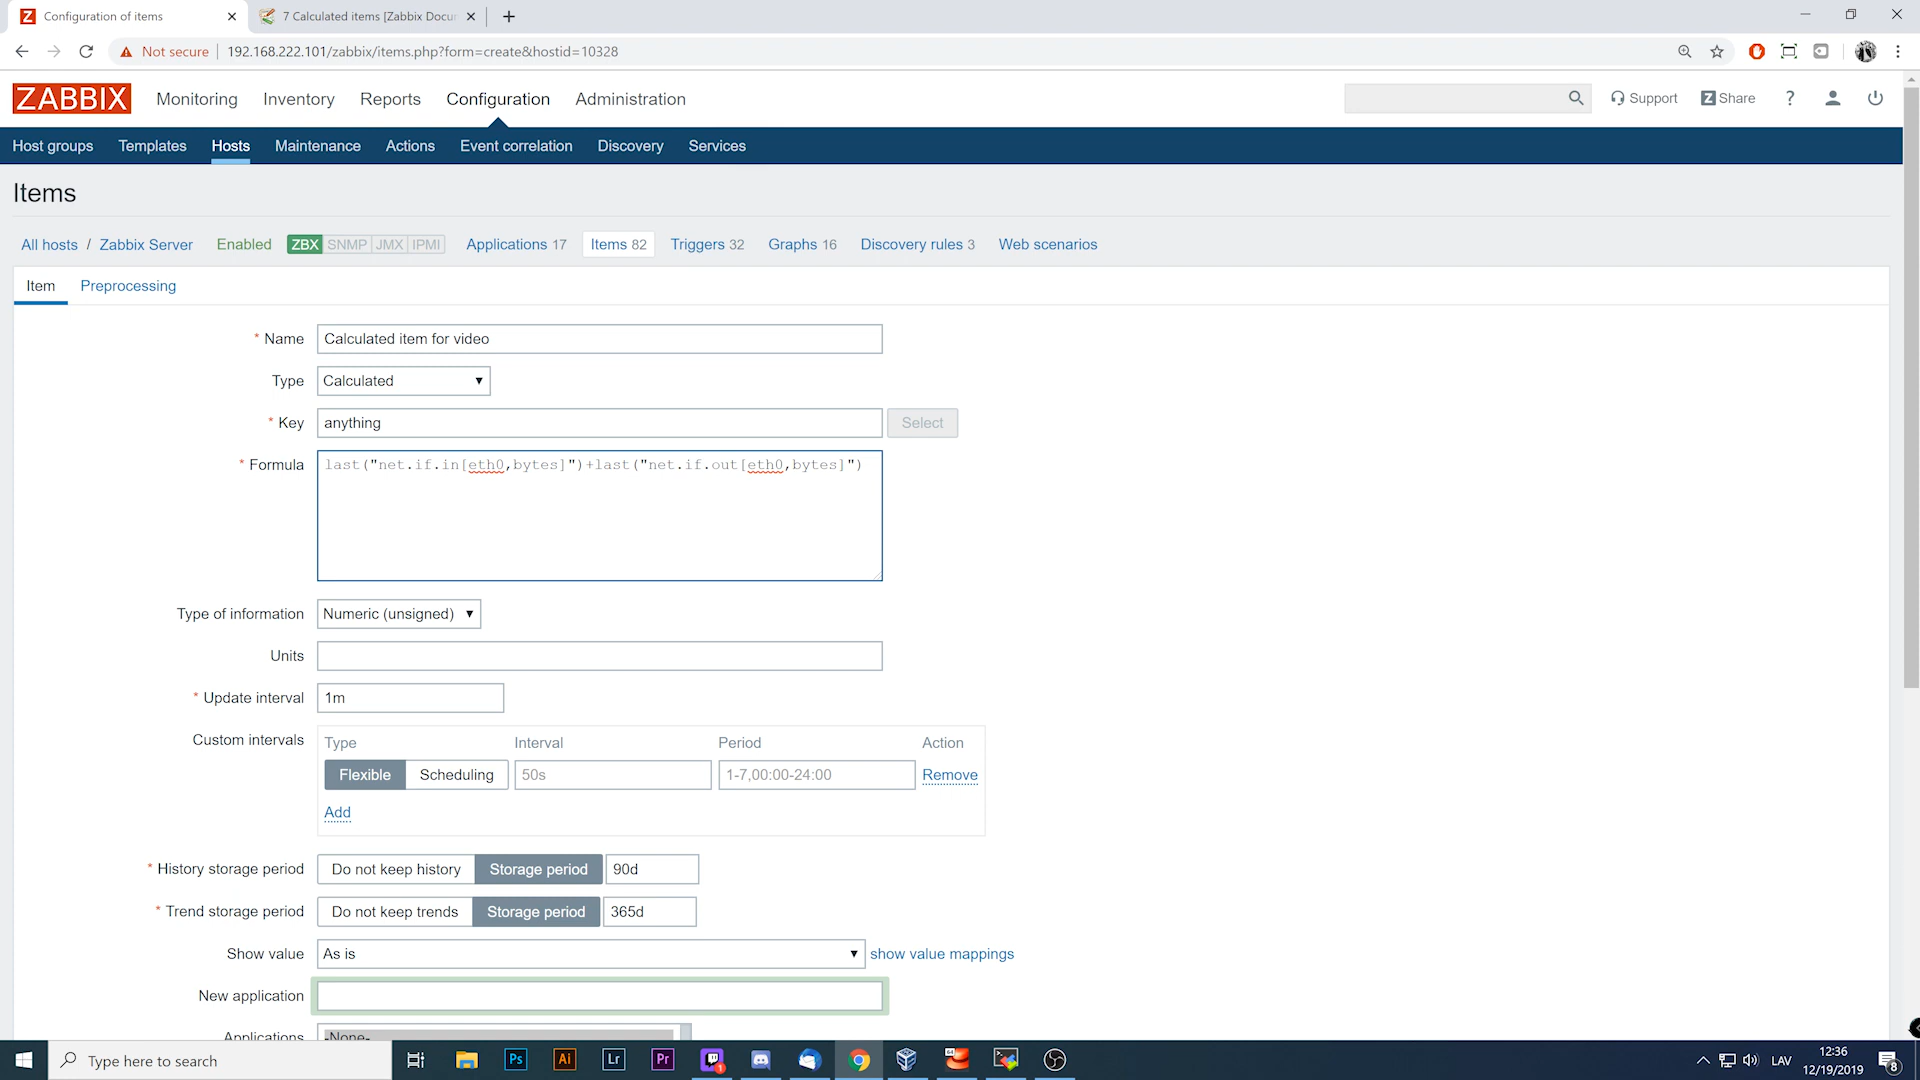 Configuration of items
7 Calculated items [Zabbix Docu
Not secure
192.168.222.101/zabbix/items.php?form=create&hostid=10328
ZABBIX
Monitoring Inventory Reports Configuration Administration
Support
Z Share
?
Host groups Templates Hosts Maintenance Actions Event correlation Discovery Services
Items
All hosts / Zabbix Server Enabled ZBX SNMP JMX IPMI Applications 17 Items 82 Triggers 32 Graphs 16 Discovery rules 3 Web scenarios
Item Preprocessing
* Name Calculated item for video
Type Calculated
* Key anything Select
* Formula last("net.if.in[eth0,bytes]")+last("net.if.out[eth0,bytes]")
Type of information Numeric (unsigned)
Units
* Update interval 1m
Custom intervals Type Interval Period Action
Flexible Scheduling 50s 1-7,00:00-24:00 Remove
Add
* History storage period Do not keep history Storage period 90d
* Trend storage period Do not keep trends Storage period 365d
Show value As is show value mappings
New application
Applications -None-
Type here to search
Ps Ai Lr Pr
LAV
12:36
12/19/2019
8